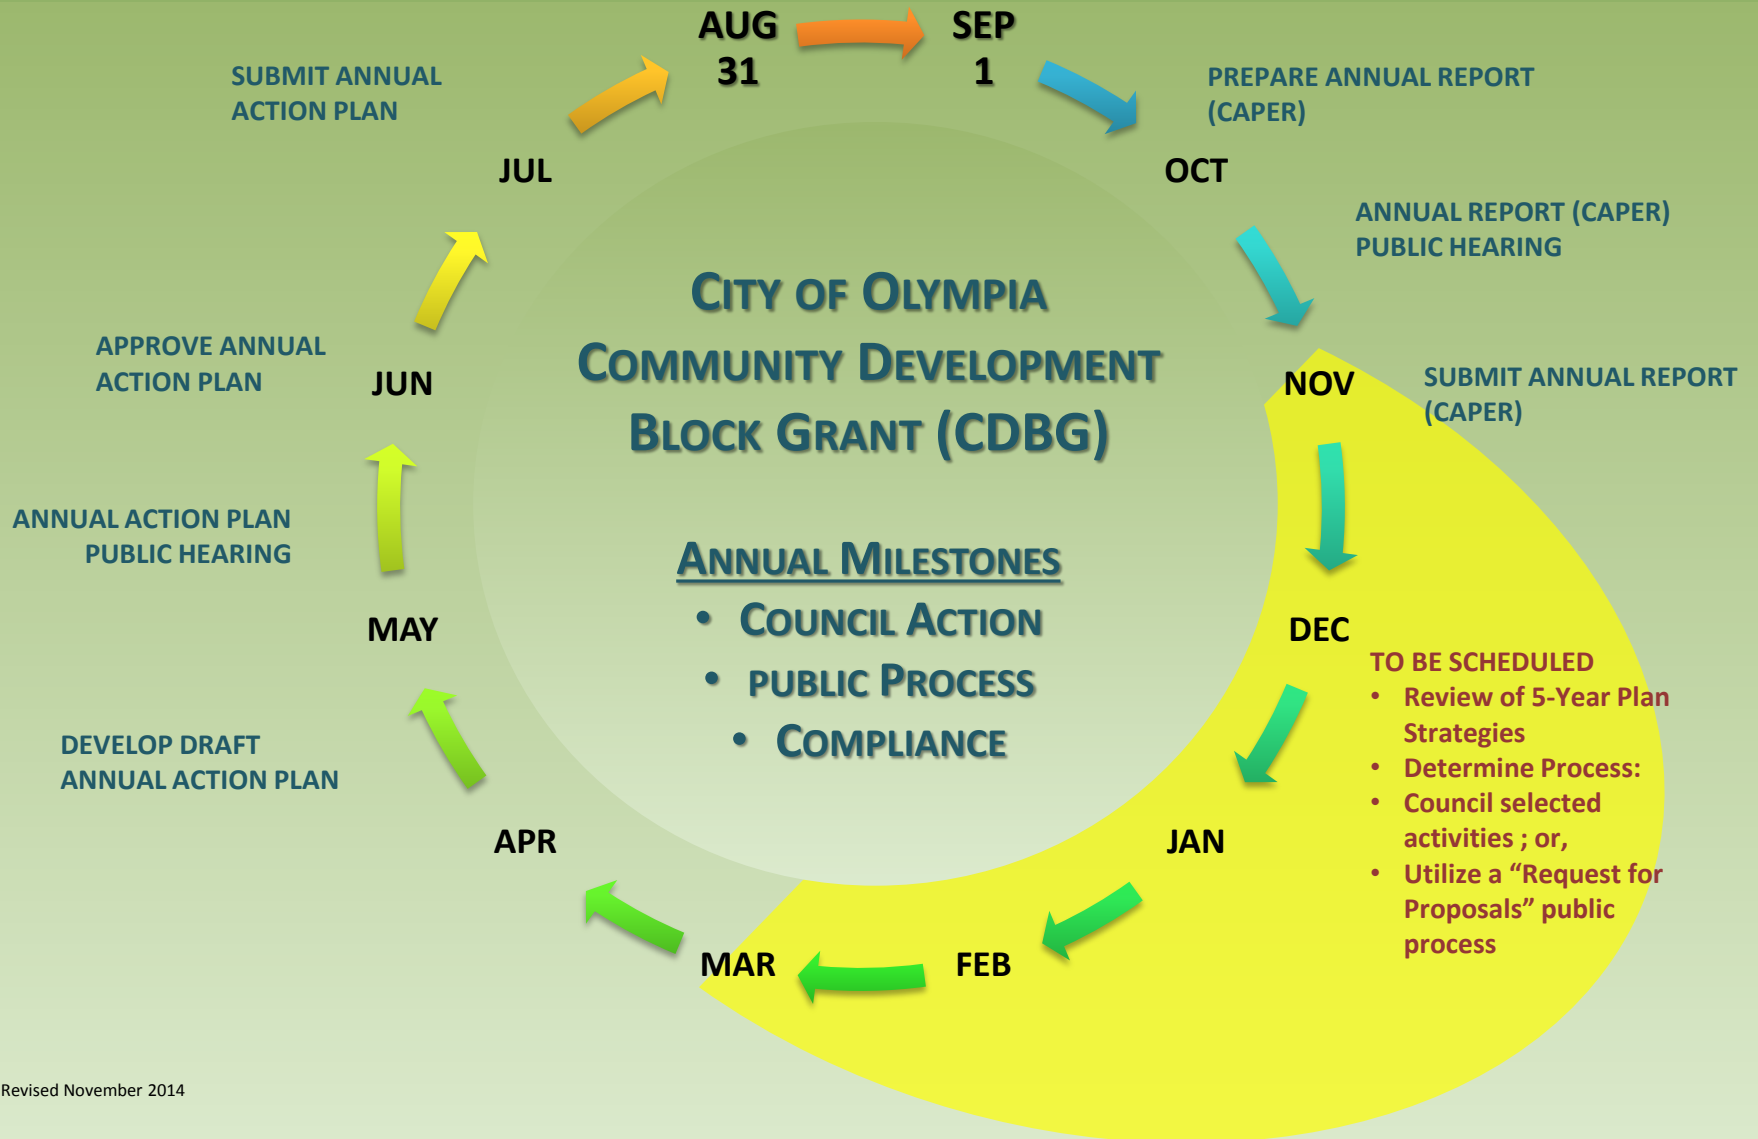 AUG
31
SEP
1
PREPARE ANNUAL REPORT
(CAPER)
OCT
ANNUAL REPORT (CAPER)
PUBLIC HEARING
NOV
SUBMIT ANNUAL REPORT
(CAPER)
DEC
TO BE SCHEDULED
• Review of 5-Year Plan
Strategies
• Determine Process:
• Council selected
activities ; or,
• Utilize a “Request for
Proposals” public
process
JAN
FEB
MAR
APR
DEVELOP DRAFT
ANNUAL ACTION PLAN
MAY
ANNUAL ACTION PLAN
PUBLIC HEARING
JUN
APPROVE ANNUAL
ACTION PLAN
JUL
SUBMIT ANNUAL
ACTION PLAN
CITY OF OLYMPIA
COMMUNITY DEVELOPMENT
BLOCK GRANT (CDBG)
ANNUAL MILESTONES
• COUNCIL ACTION
• PUBLIC PROCESS
• COMPLIANCE
Revised November 2014